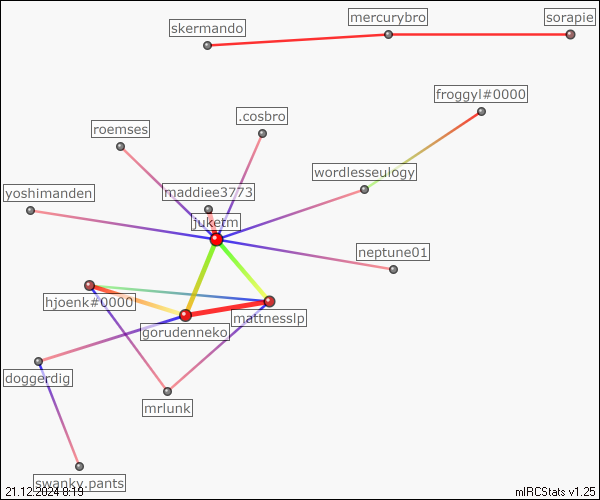 mercurybro
sorapie
skermando
froggyl#0000
.cosbro
roemses
wordlesseulogy
maddiee3773
yoshimanden
juketm
neptune01
hjoenk#0000
mattnesslp
gorudenneko
doggerdig
mrlunk
swanky.pants
21.12.2024 8:19
mIRCStats v1.25